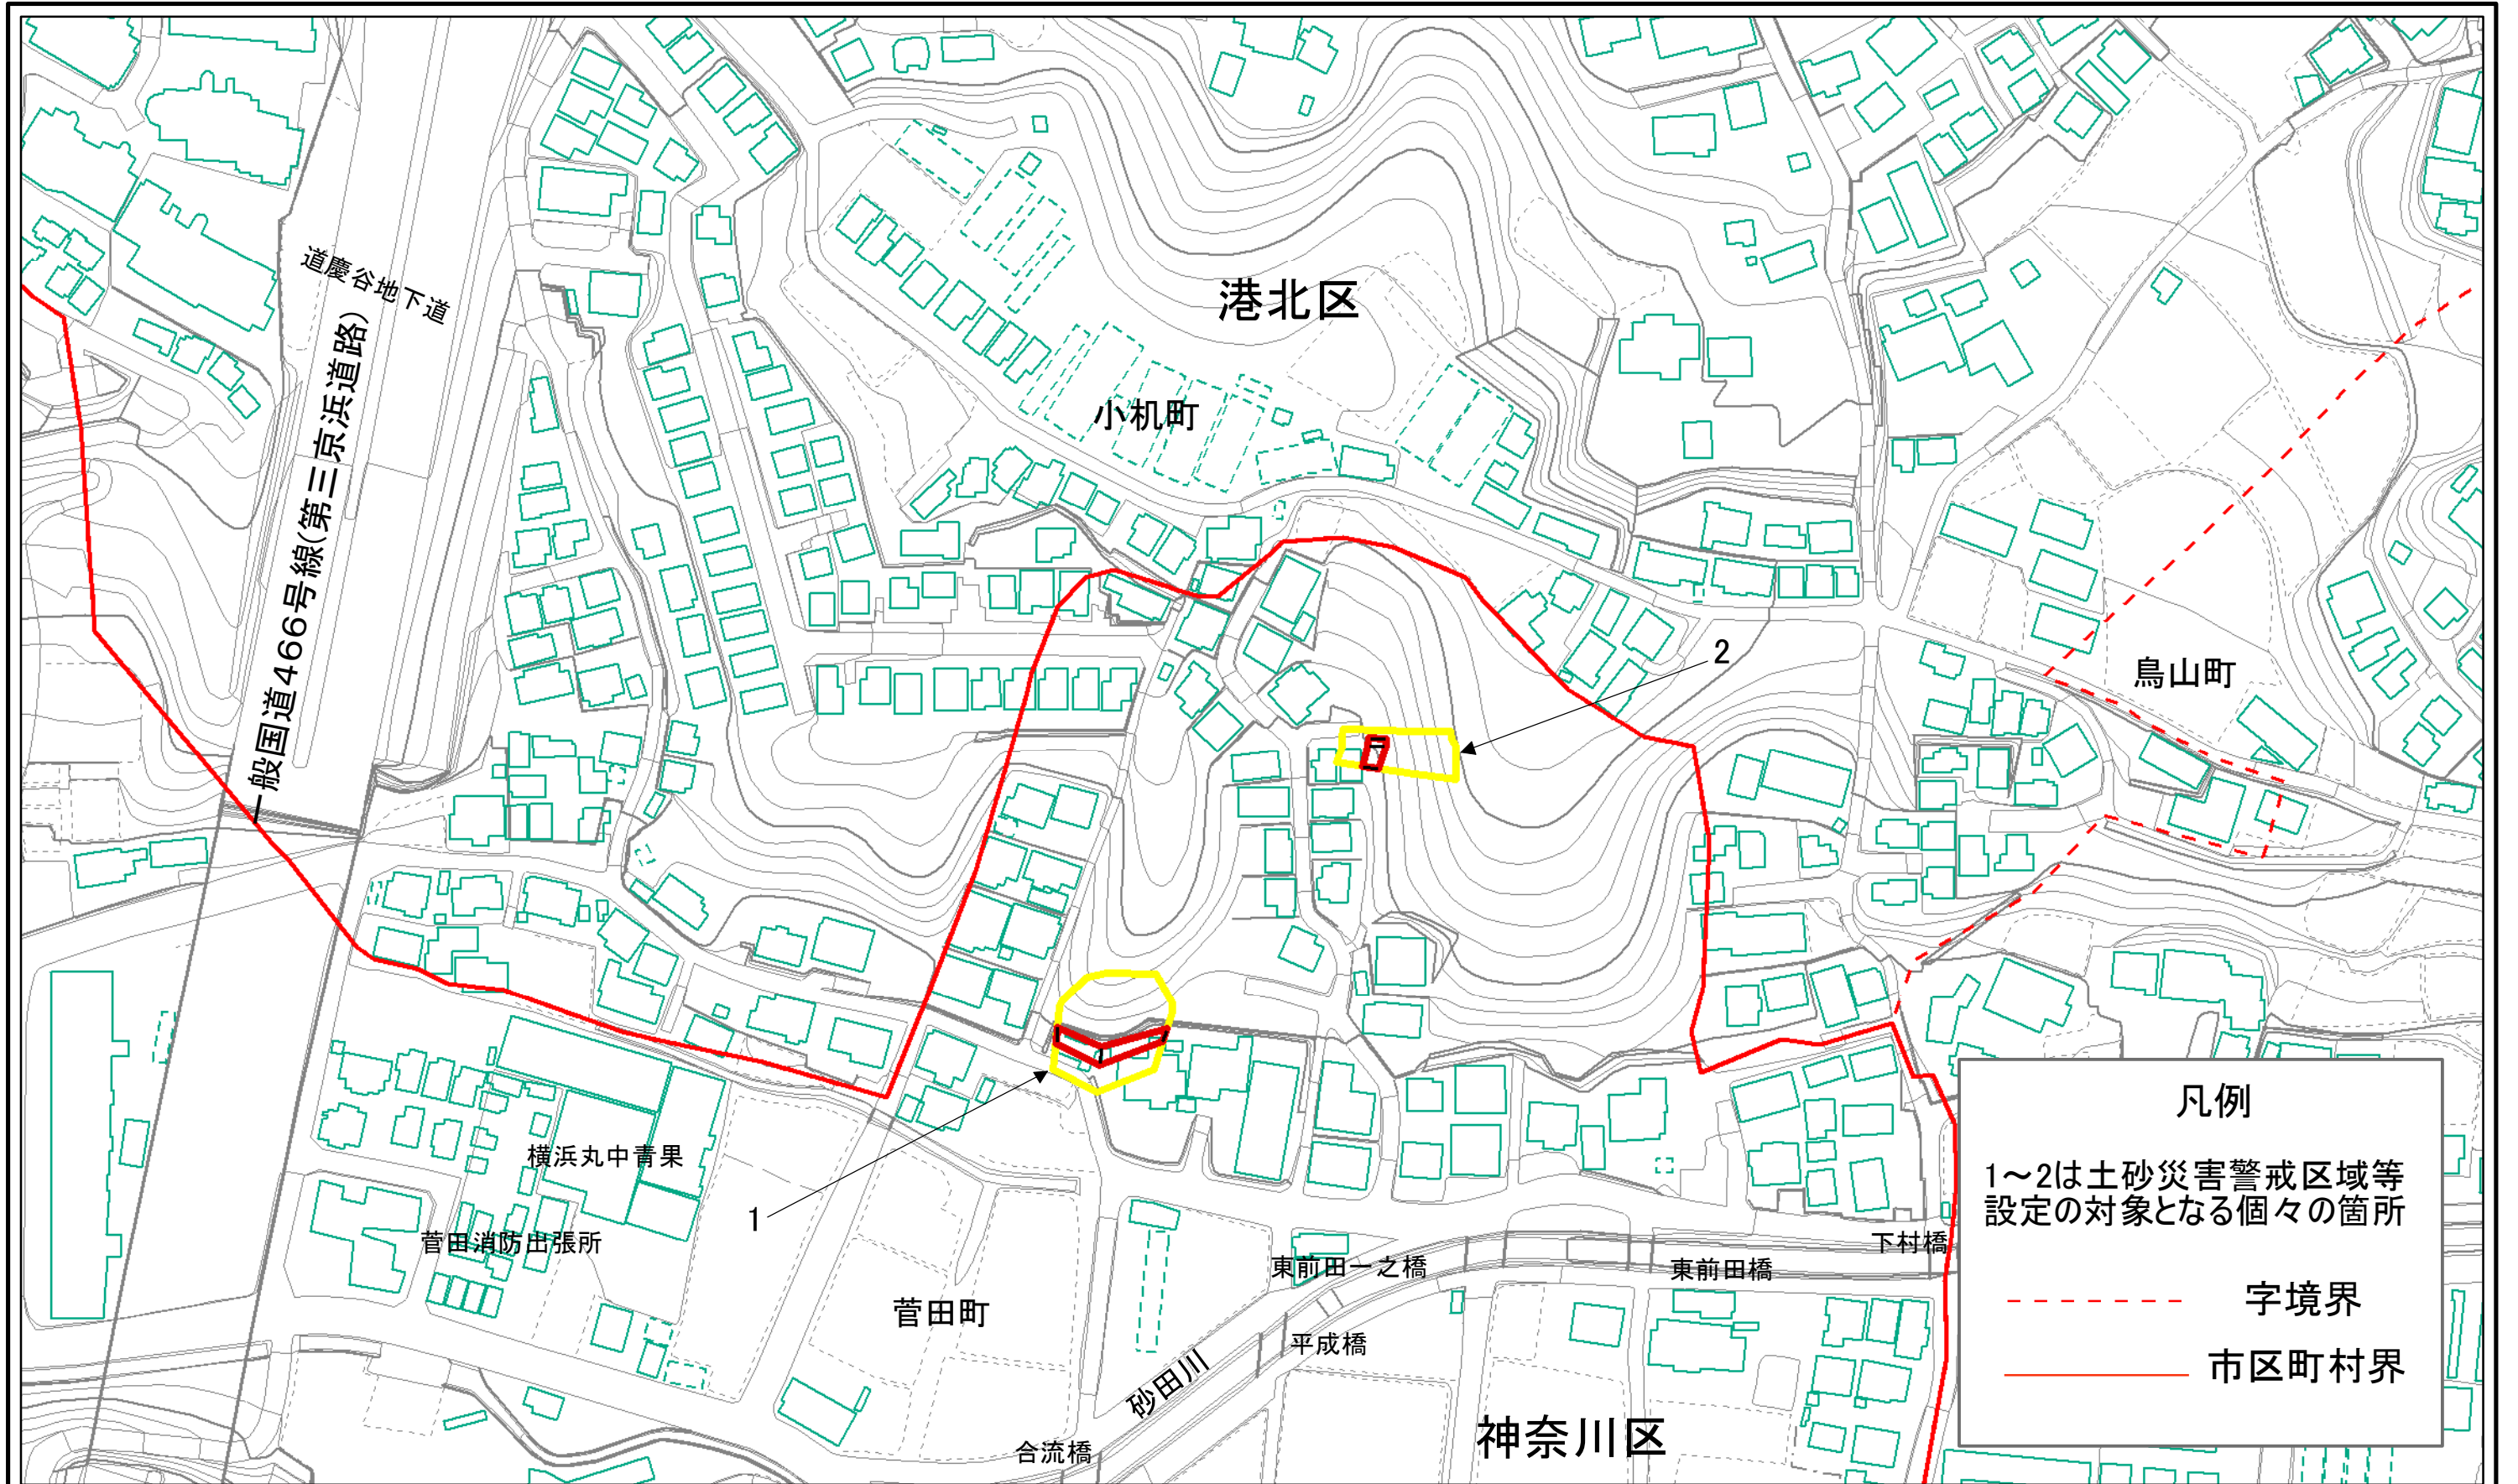 道慶谷地下道
港北区
一般国道466号線(第三京浜道路)
小机町
2
鳥山町
横浜丸中青果
1
菅田消防出張所
菅田町
東前田一之橋
東前田橋
下村橋
平成橋
砂田川
合流橋
神奈川区
凡例
1～2は土砂災害警戒区域等
設定の対象となる個々の箇所
字境界
市区町村界